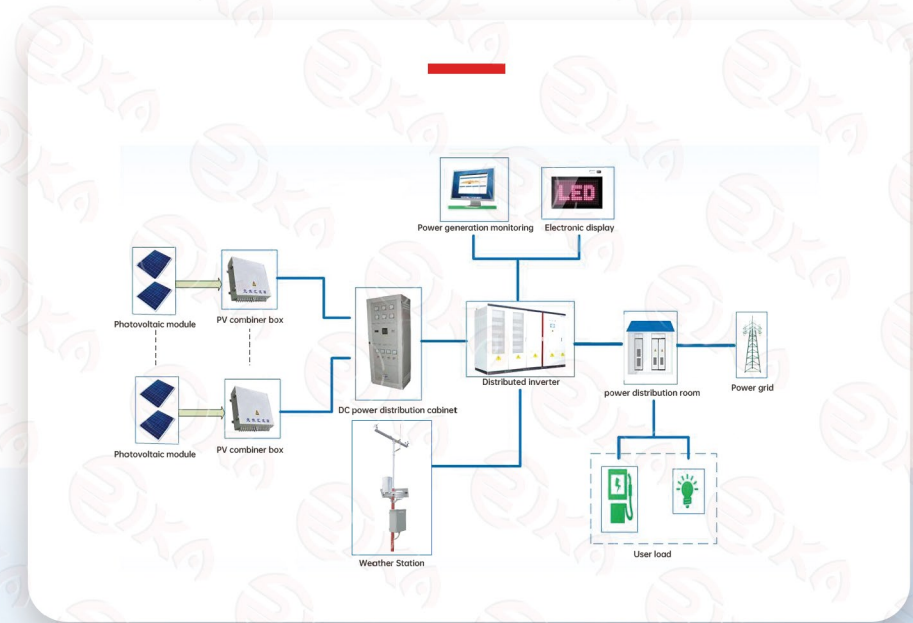 Power generation monitoring
Electronic display
LED
Photovoltaic module
PV combiner box
DC power distribution cabinet
Distributed inverter
power distribution room
Power grid
Photovoltaic module
PV combiner box
Weather Station
User load